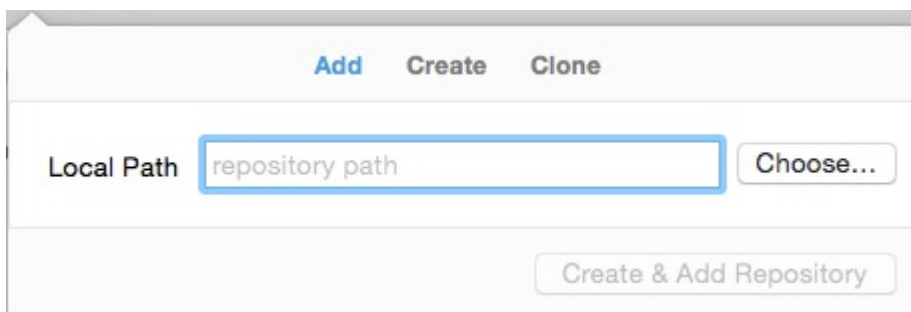 Add Create Clone
Local Path repository path Choose...
Create & Add Repository